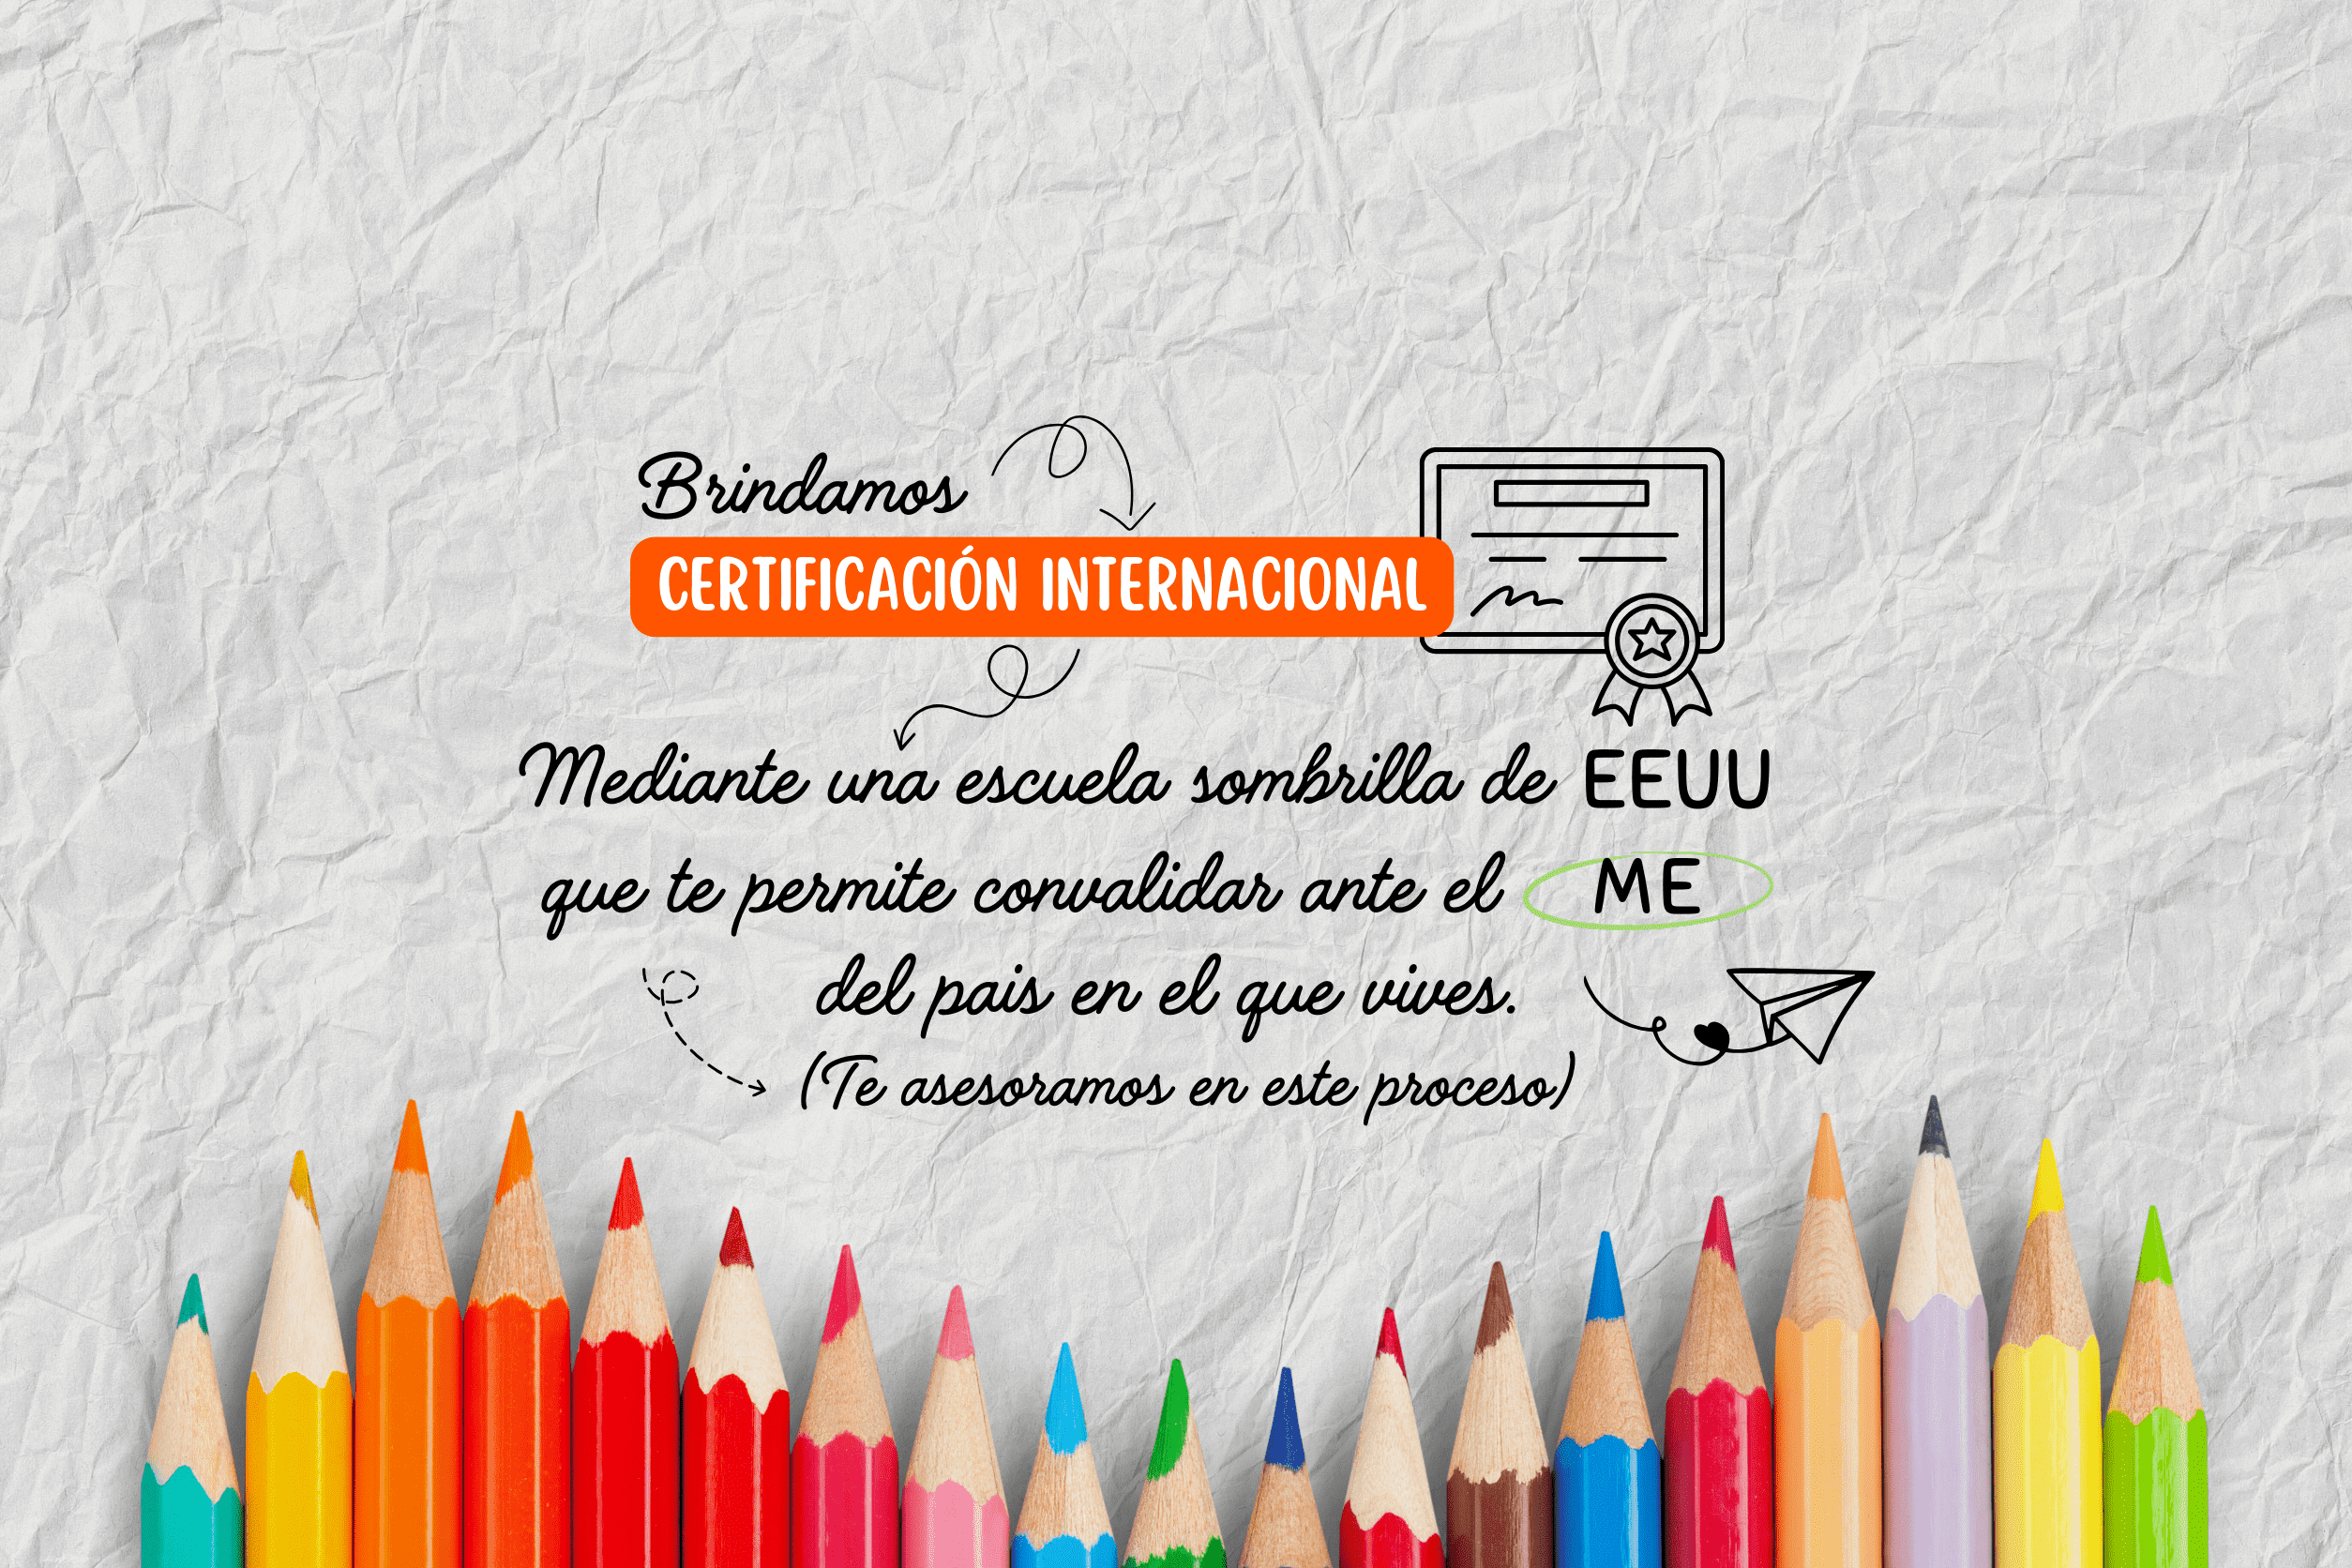 Brindamos
CERTIFICACIÓN INTERNACIONAL
Mediante una escuela sombrilla de EEUU
que te permite convalidar ante el ME
del pais en el que vives.
(Te asesoramos en este proceso)